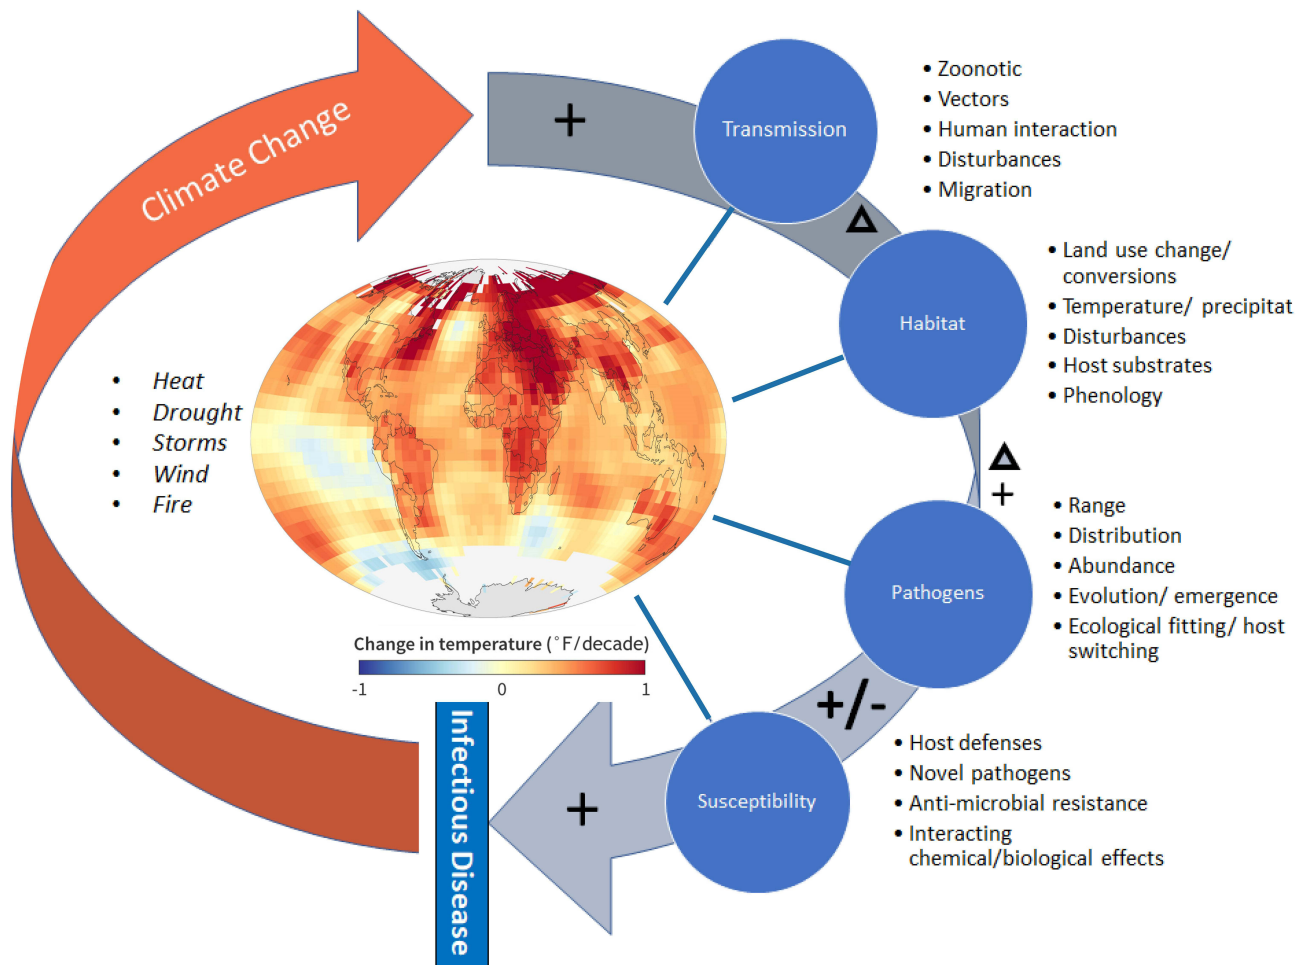 Climate Change
• Heat
• Drought
• Storms
• Wind
• Fire
+
Transmission
• Zoonotic
• Vectors
• Human interaction
• Disturbances
• Migration
Δ
Habitat
• Land use change/
conversions
• Temperature/ precipitat
• Disturbances
• Host substrates
• Phenology
Δ
+
Pathogens
• Range
• Distribution
• Abundance
• Evolution/ emergence
• Ecological fitting/ host
switching
+/-
Susceptibility
• Host defenses
• Novel pathogens
• Anti-microbial resistance
• Interacting
chemical/biological effects
+
Infectious Disease
Change in temperature (°F/decade)
-1 0 1